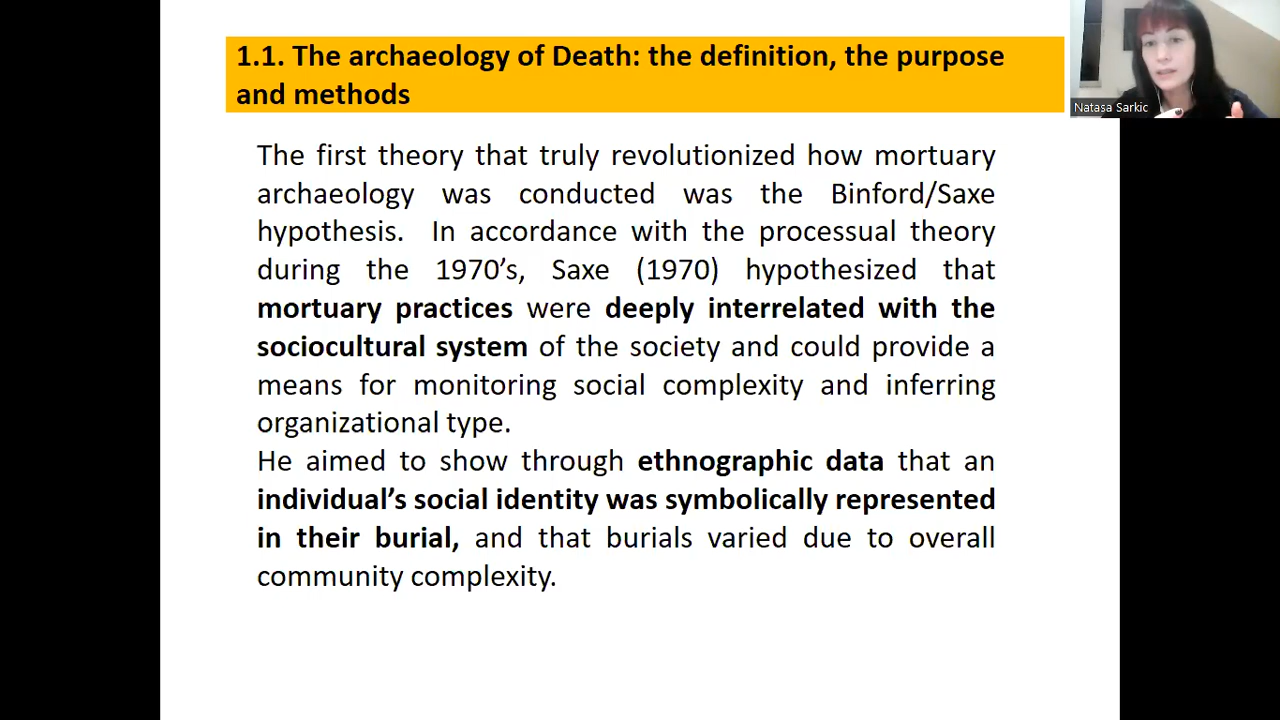 1.1. The archaeology of Death: the definition, the purpose
and methods
Natasa Sarkic
The first theory that truly revolutionized how mortuary
archaeology was conducted was the Binford/Saxe
hypothesis. In accordance with the processual theory
during the 1970’s, Saxe (1970) hypothesized that
mortuary practices were deeply interrelated with the
sociocultural system of the society and could provide a
means for monitoring social complexity and inferring
organizational type.
He aimed to show through ethnographic data that an
individual’s social identity was symbolically represented
in their burial, and that burials varied due to overall
community complexity.